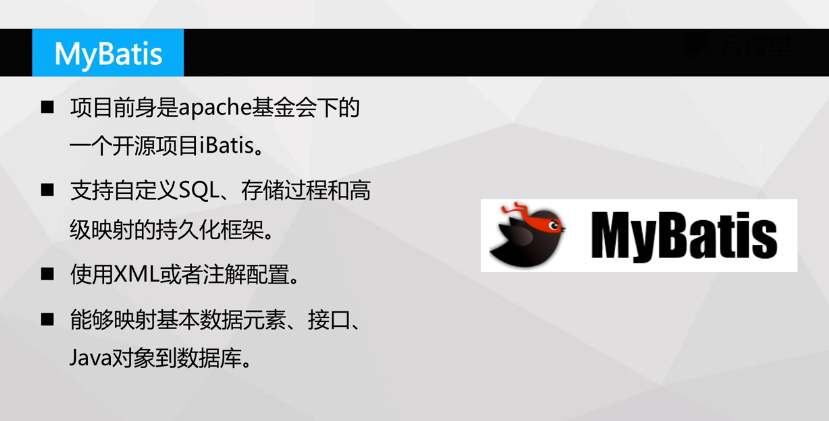 MyBatis
项目前身是apache基金会下的
一个开源项目iBatis。
支持自定义SQL、存储过程和高
级映射的持久化框架。
使用XML或者注解配置。
能够映射基本数据元素、接口、
Java对象到数据库。
MyBatis